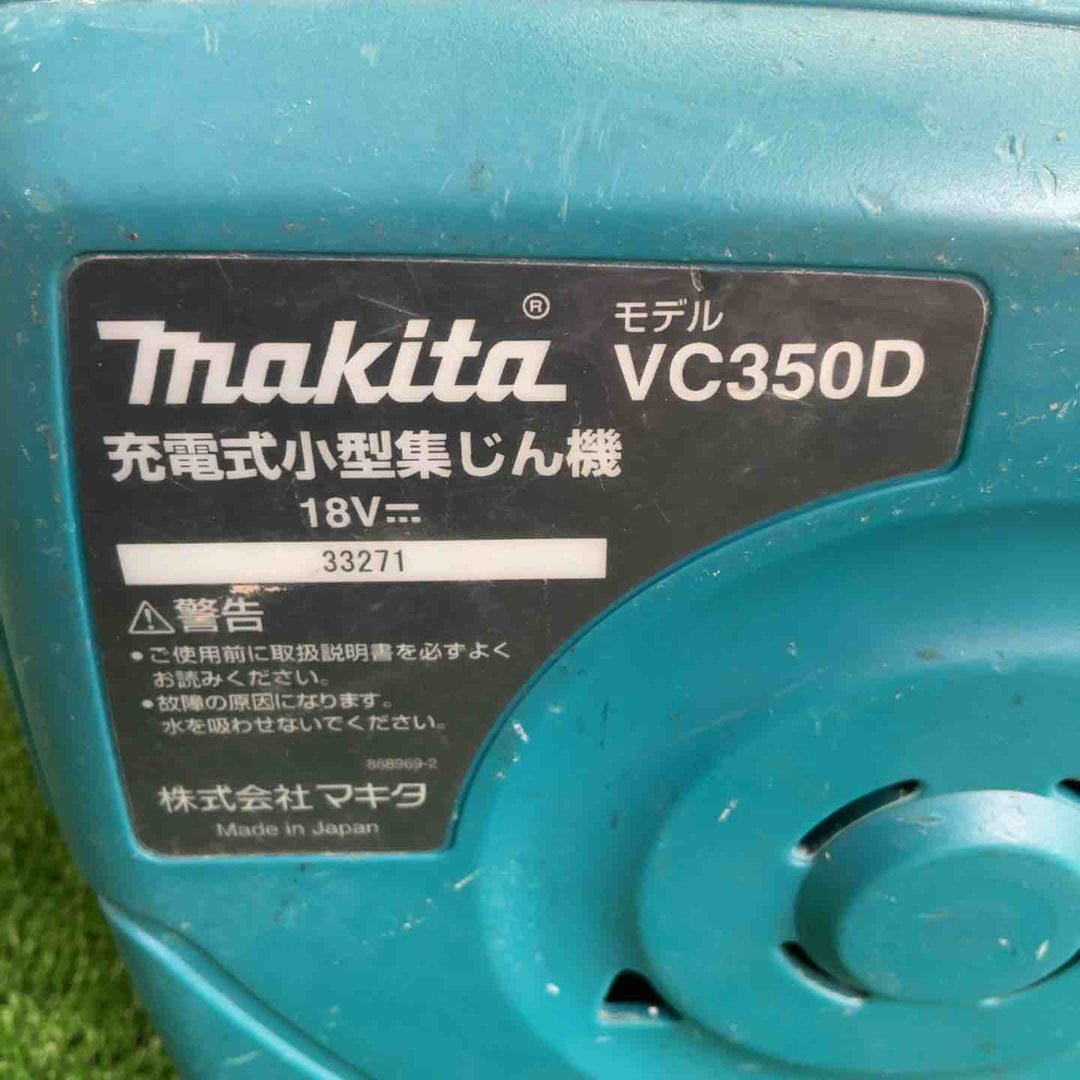 makita®
モデル
VC350D
充電式小型集じん機
18V⎓
33271
⚠警告
•ご使用前に取扱説明書を必ずよく
お読みください。
•故障の原因になります。
水を吸わせないでください。
868969-2
株式会社マキタ
Made in Japan